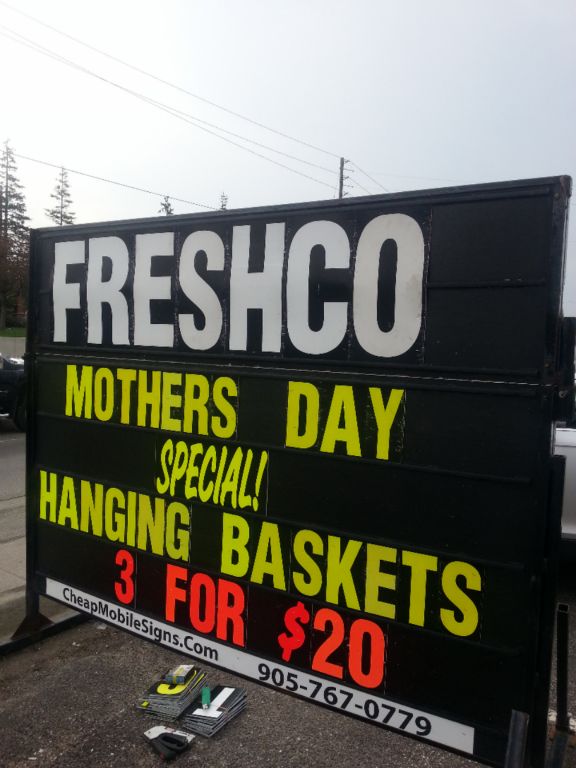 FRESHCO
MOTHERS DAY
SPECIAL!
HANGING BASKETS
3 FOR $20
CheapMobileSigns.Com 905-767-0779